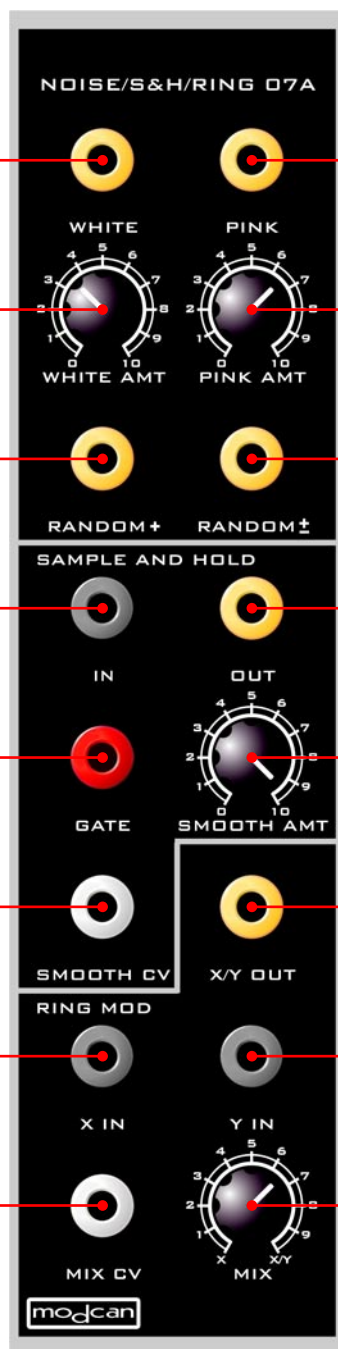 NOISE/S&H/RING 07A
WHITE PINK
0 1 2 3 4 5 6 7 8 9 10
0 1 2 3 4 5 6 7 8 9 10
WHITE AMT PINK AMT
RANDOM+ RANDOM±
SAMPLE AND HOLD
IN OUT
0 1 2 3 4 5 6 7 8 9 10
GATE SMOOTH AMT
SMOOTH CV X/Y OUT
RING MOD
X IN Y IN
X 1 2 3 4 5 6 7 8 9 X/Y
MIX CV MIX
modcan